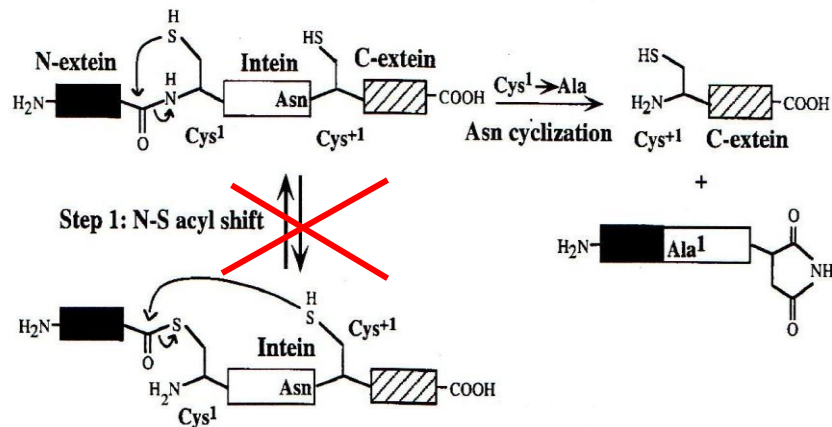 H
S
HS
N-extein
Intein
C-extein
H₂N
H
N
O
Asn
COOH
Cys¹
Cys⁺¹
Cys¹→Ala
Asn cyclization
HS
H₂N
COOH
Cys⁺¹
C-extein
+
Step 1: N-S acyl shift
H₂N
Ala¹
O
NH
O
H₂N
S
O
H
S
Cys⁺¹
Intein
H₂N
Asn
COOH
Cys¹